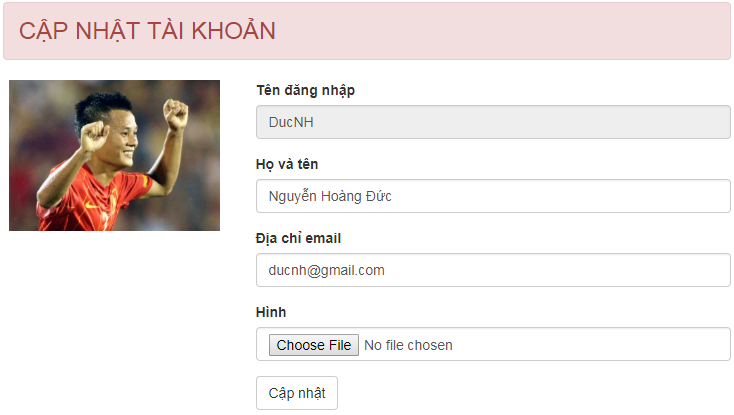 CẬP NHẬT TÀI KHOẢN
Tên đăng nhập
DucNH
Họ và tên
Nguyễn Hoàng Đức
Địa chỉ email
ducnh@gmail.com
Hình
Choose File No file chosen
Cập nhật